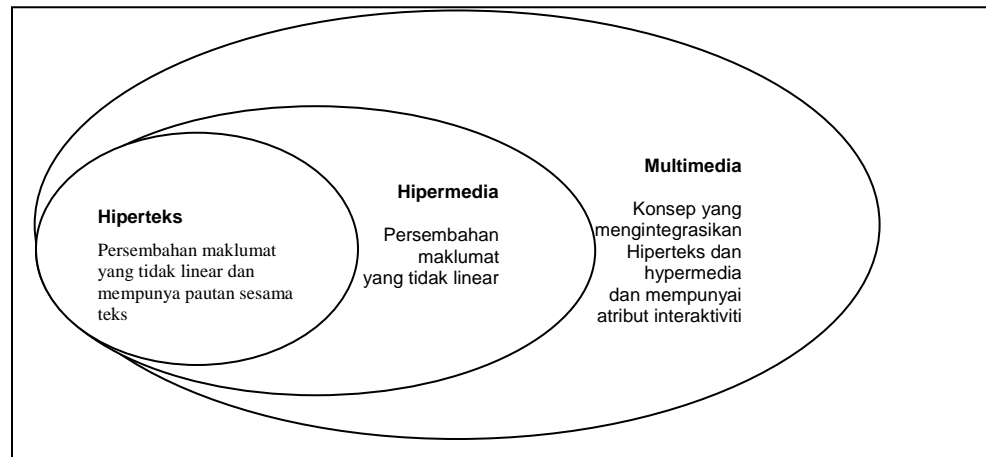 Hiperteks
Persembahan maklumat
yang tidak linear dan
mempunya pautan sesama
teks
Hipermedia
Persembahan
maklumat
yang tidak linear
Multimedia
Konsep yang
mengintegrasikan
Hiperteks dan
hypermedia
dan mempunyai
atribut interaktiviti